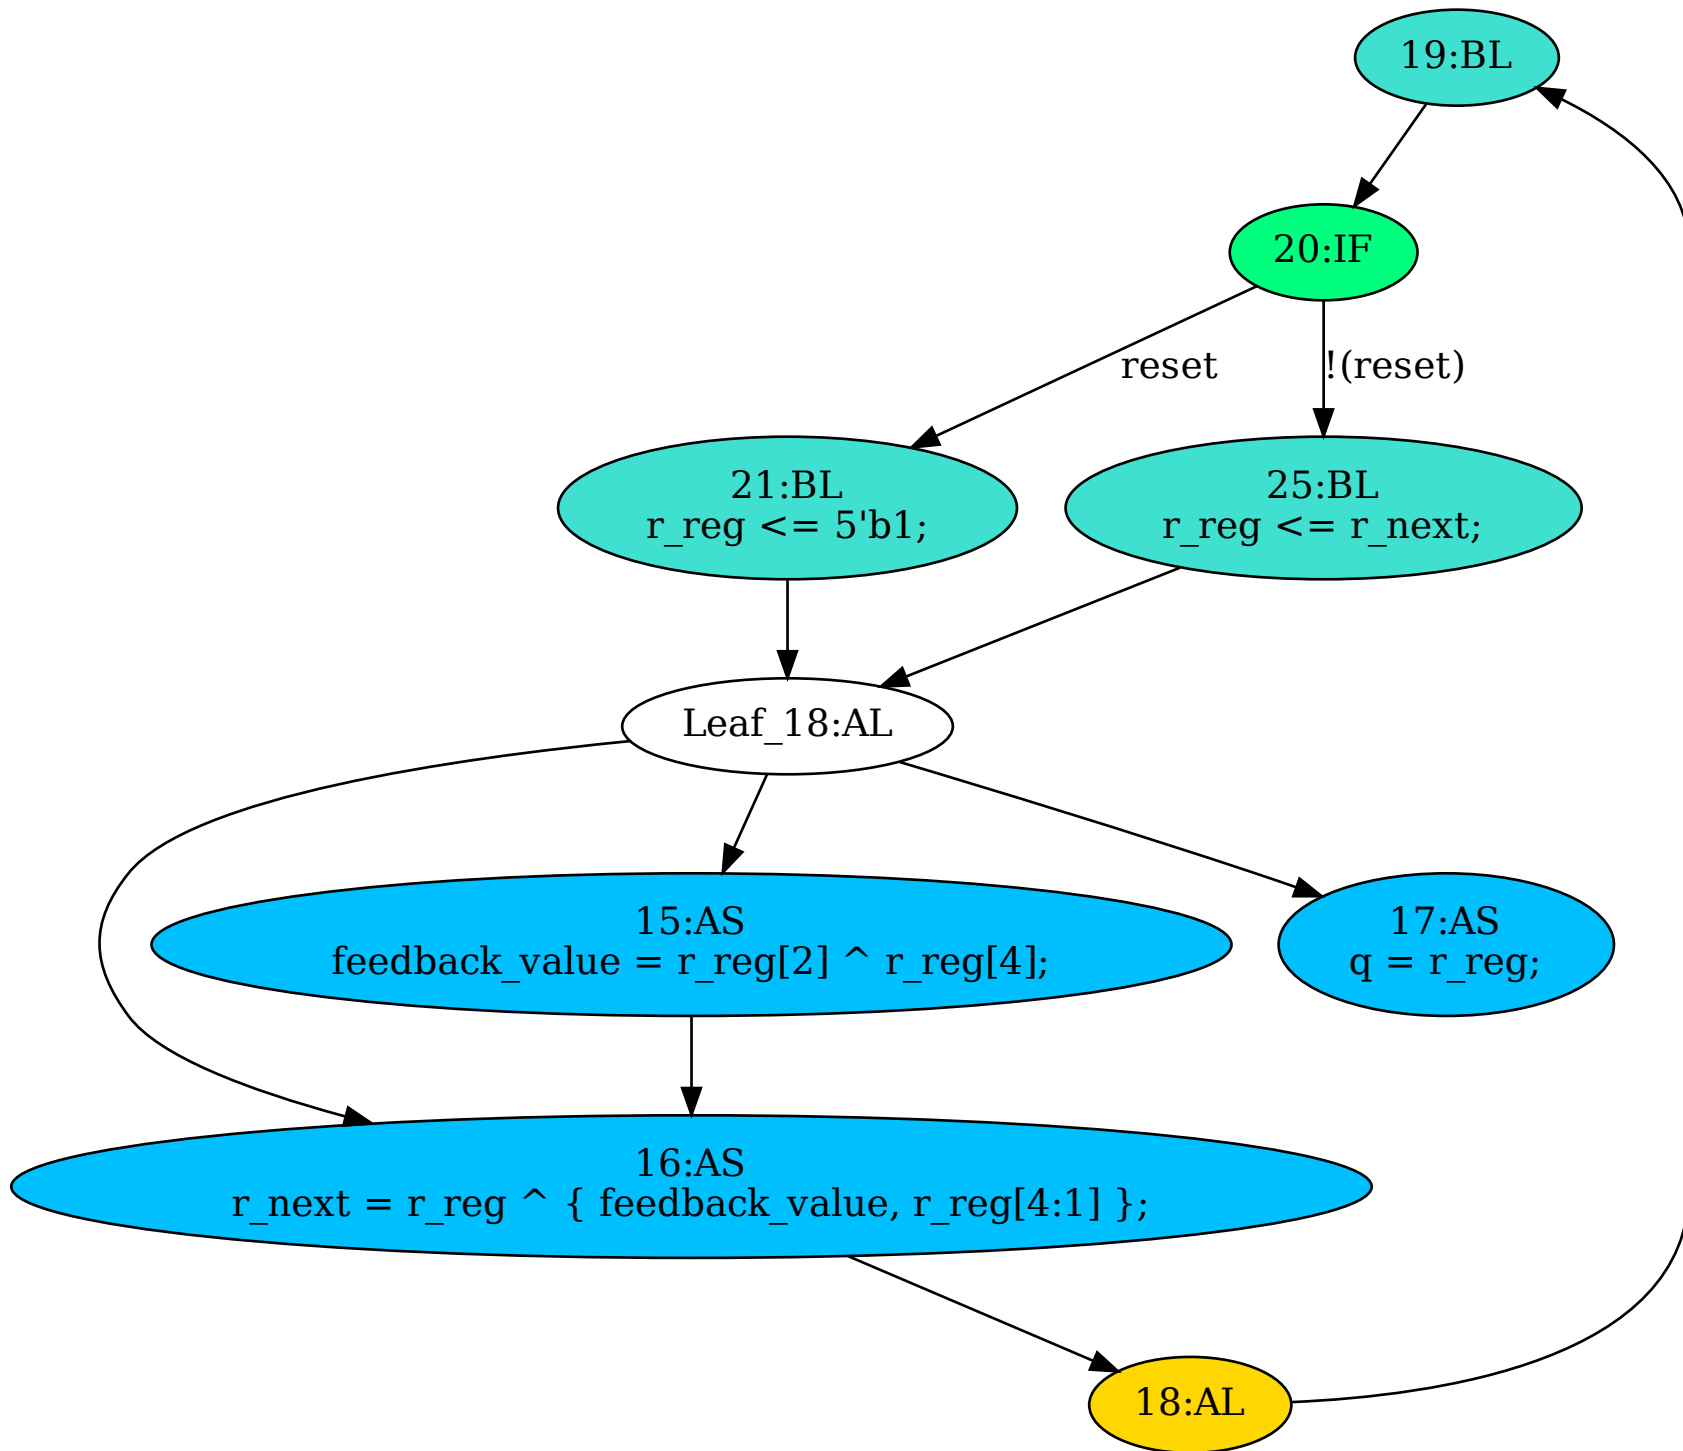 19:BL
20:IF
reset
!(reset)
21:BL
r_reg <= 5'b1;
25:BL
r_reg <= r_next;
Leaf_18:AL
15:AS
feedback_value = r_reg[2] ^ r_reg[4];
17:AS
q = r_reg;
16:AS
r_next = r_reg ^ { feedback_value, r_reg[4:1] };
18:AL